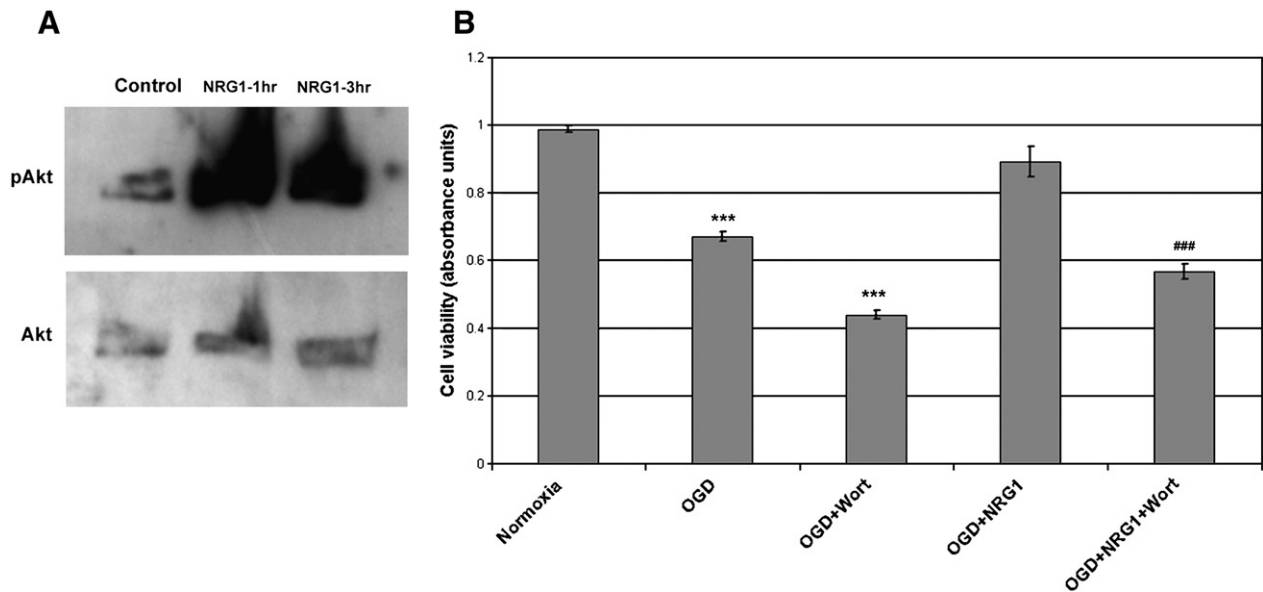 A
Control NRG1-1hr NRG1-3hr
pAkt
Akt
B
Cell viability (absorbance units)
1.2
1
0.8
0.6
0.4
0.2
0
***
***
###
Normoxia
OGD
OGD+Wort
OGD+NRG1
OGD+NRG1+Wort